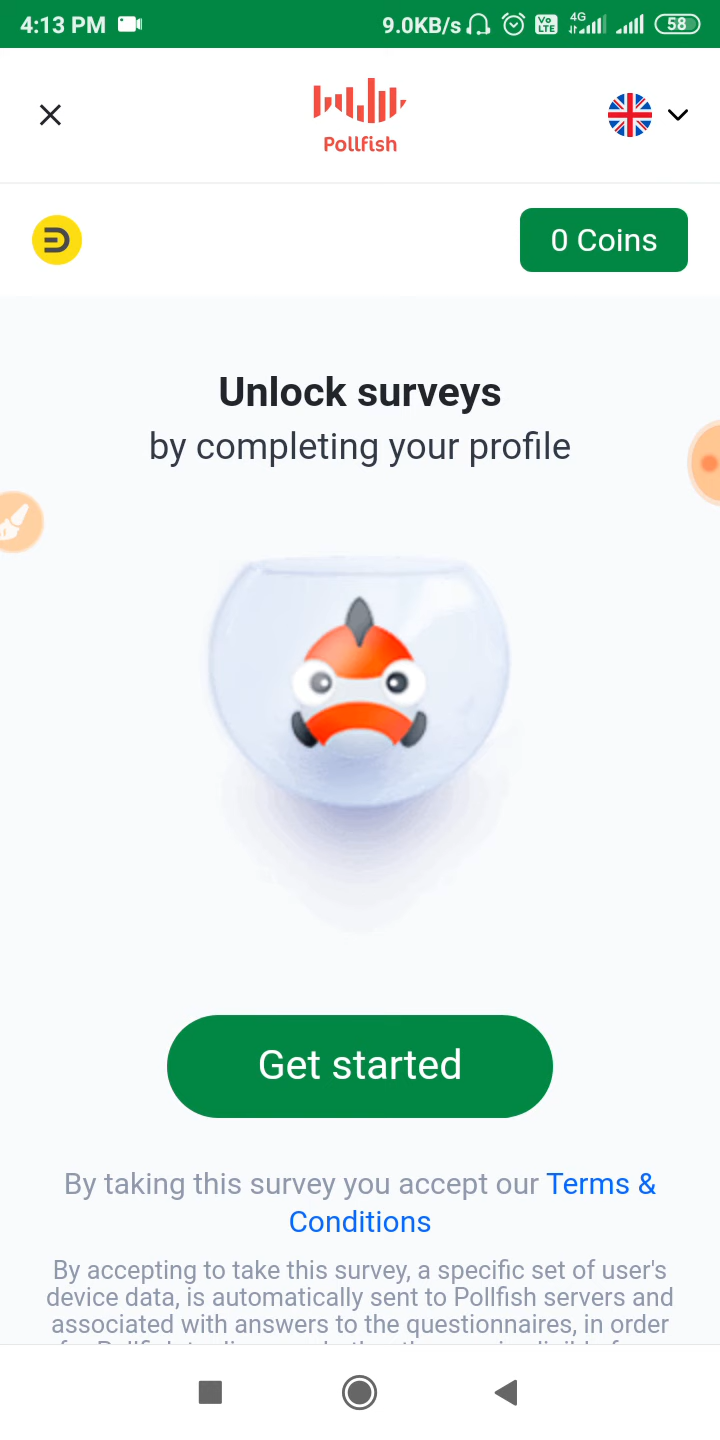 4:13 PM 9.0KB/s Vo LTE 4G 58
Pollfish
0 Coins
Unlock surveys
by completing your profile
Get started
By taking this survey you accept our Terms &
Conditions
By accepting to take this survey, a specific set of user's
device data, is automatically sent to Pollfish servers and
associated with answers to the questionnaires, in order